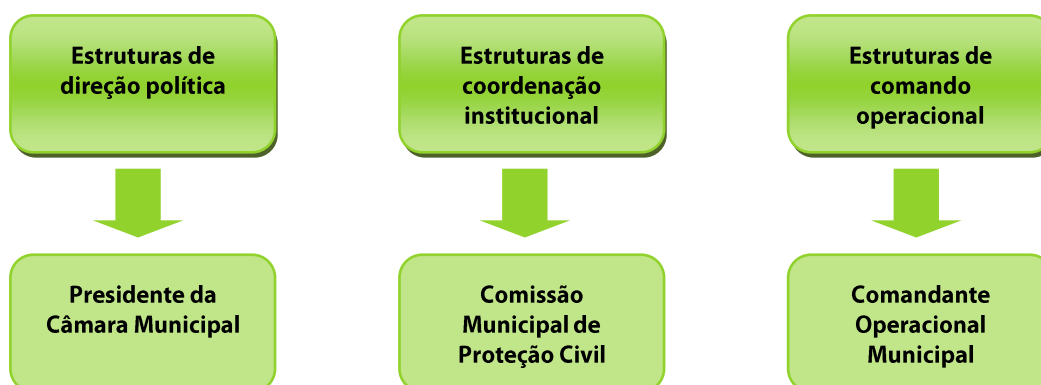 Estruturas de
direção política
Estruturas de
coordenação
institucional
Estruturas de
comando
operacional
Presidente da
Câmara Municipal
Comissão
Municipal de
Proteção Civil
Comandante
Operacional
Municipal